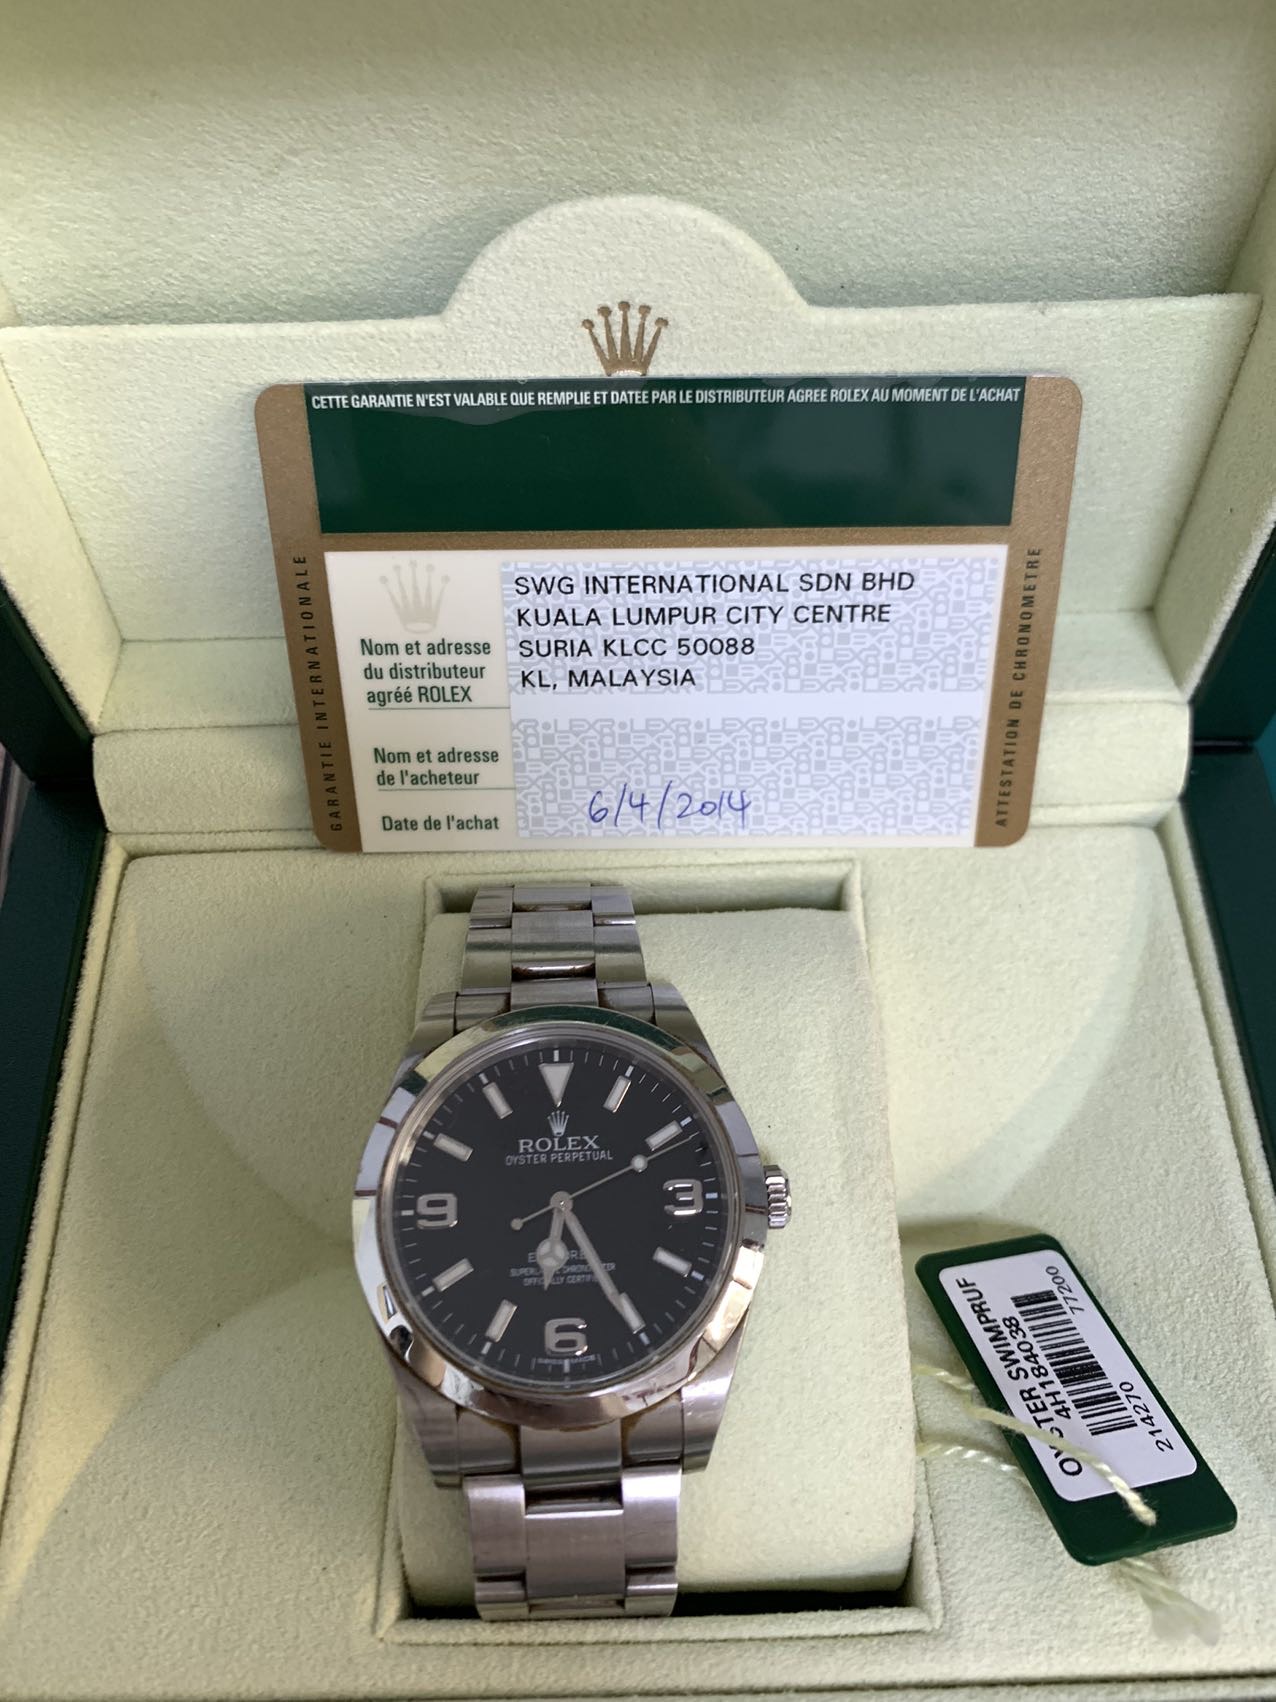 CETTE GARANTIE N'EST VALABLE QUE REMPLIE ET DATEE PAR LE DISTRIBUTEUR AGREE ROLEX AU MOMENT DE L'ACHAT
GARANTIE INTERNATIONALE
ATTESTATION DE CHRONOMETRE
Nom et adresse
du distributeur
agréé ROLEX
SWG INTERNATIONAL SDN BHD
KUALA LUMPUR CITY CENTRE
SURIA KLCC 50088
KL, MALAYSIA
Nom et adresse
de l'acheteur
Date de l'achat
6/4/2014
ROLEX
OYSTER PERPETUAL
OFFICIALLY
9
3
6
SWISS MADE
OYSTER SWIMPRUF
4H184038
214270
77200